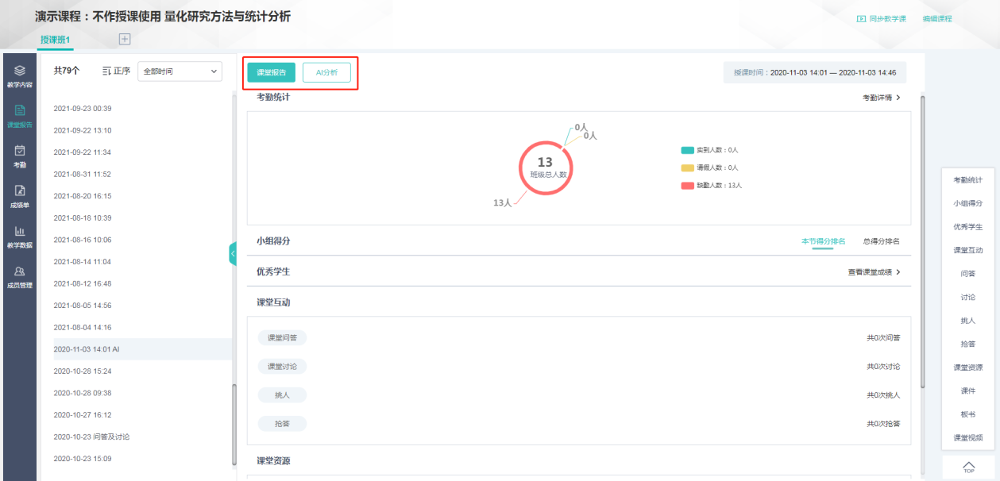 演示课程：不作授课使用 量化研究方法与统计分析
同步教学课
编辑课程
授课班1
教学内容
课堂报告
考勤
成绩单
教学数据
成员管理
共79个
正序
全部时间
2021-09-23 00:39
2021-09-22 13:10
2021-09-22 11:34
2021-08-31 11:52
2021-08-20 16:15
2021-08-18 10:39
2021-08-16 10:06
2021-08-14 11:04
2021-08-12 16:48
2021-08-05 14:56
2021-08-04 14:16
2020-11-03 14:01 AI
2020-10-28 15:24
2020-10-28 09:38
2020-10-27 16:12
2020-10-23 问答及讨论
2020-10-23 15:09
课堂报告
AI分析
授课时间：2020-11-03 14:01 — 2020-11-03 14:46
考勤统计
考勤详情
0人
0人
13
班级总人数
13人
实到人数：0人
请假人数：0人
缺勤人数：13人
小组得分
本节得分排名
总得分排名
优秀学生
查看课堂成绩
课堂互动
课堂问答
共0次问答
课堂讨论
共0次讨论
挑人
共0次挑人
抢答
共0次抢答
课堂资源
考勤统计
小组得分
优秀学生
课堂互动
问答
讨论
挑人
抢答
课堂资源
课件
板书
课堂视频
TOP